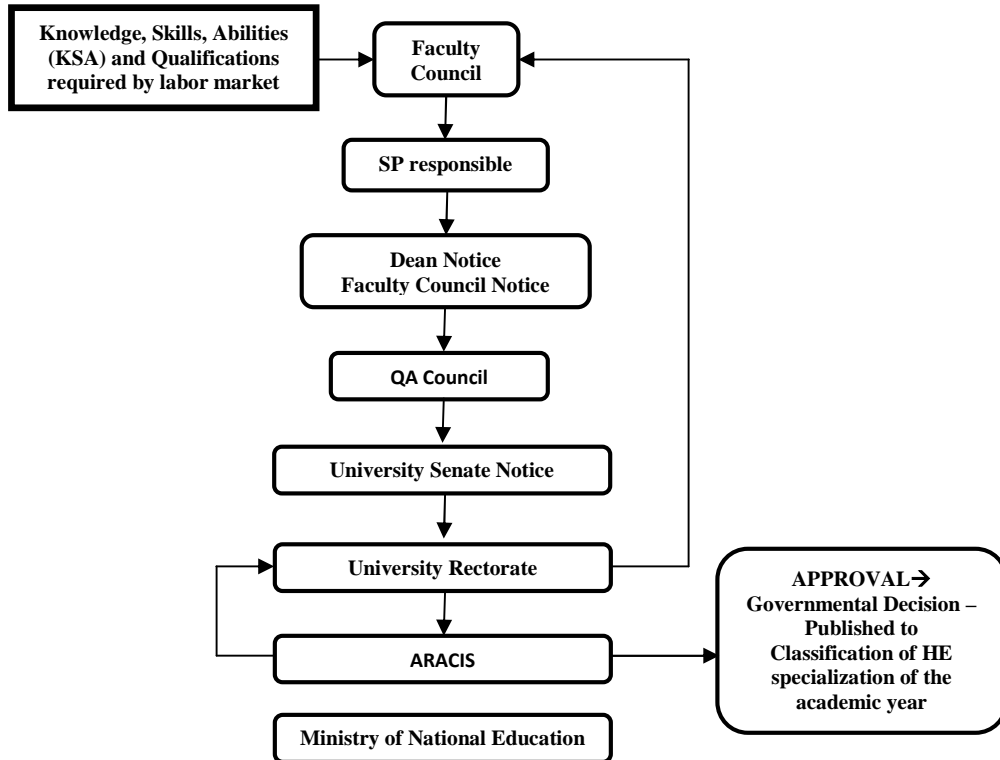 Knowledge, Skills, Abilities
(KSA) and Qualifications
required by labor market
Faculty
Council
SP responsible
Dean Notice
Faculty Council Notice
QA Council
University Senate Notice
University Rectorate
ARACIS
Ministry of National Education
APPROVAL→
Governmental Decision –
Published to
Classification of HE
specialization of the
academic year